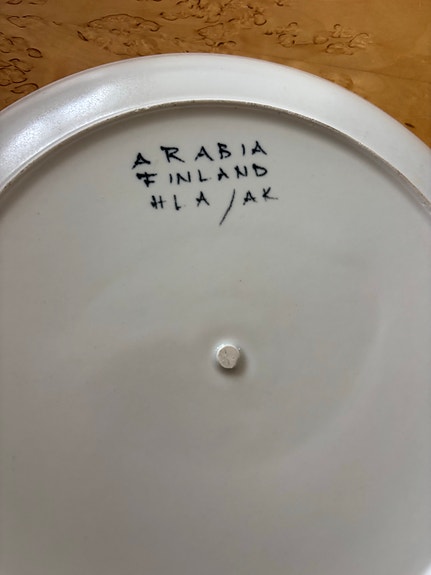 ARABIA
FINLAND
HLA / AK